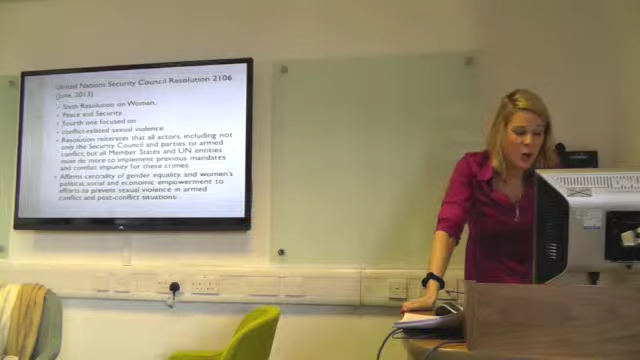 United Nations Security Council Resolution 2106
(June, 2013)
Sixth Resolution on Women,
Peace and Security.
Fourth one focused on
conflict-related sexual violence.
Resolution reiterates that all actors, including not
only the Security Council and parties to armed
conflict, but all Member States and UN entities
must do more to implement previous mandates
and combat impunity for these crimes.
Affirms centrality of gender equality, and women's
political, social and economic empowerment to
efforts to prevent sexual violence in armed
conflict and post-conflict situations.